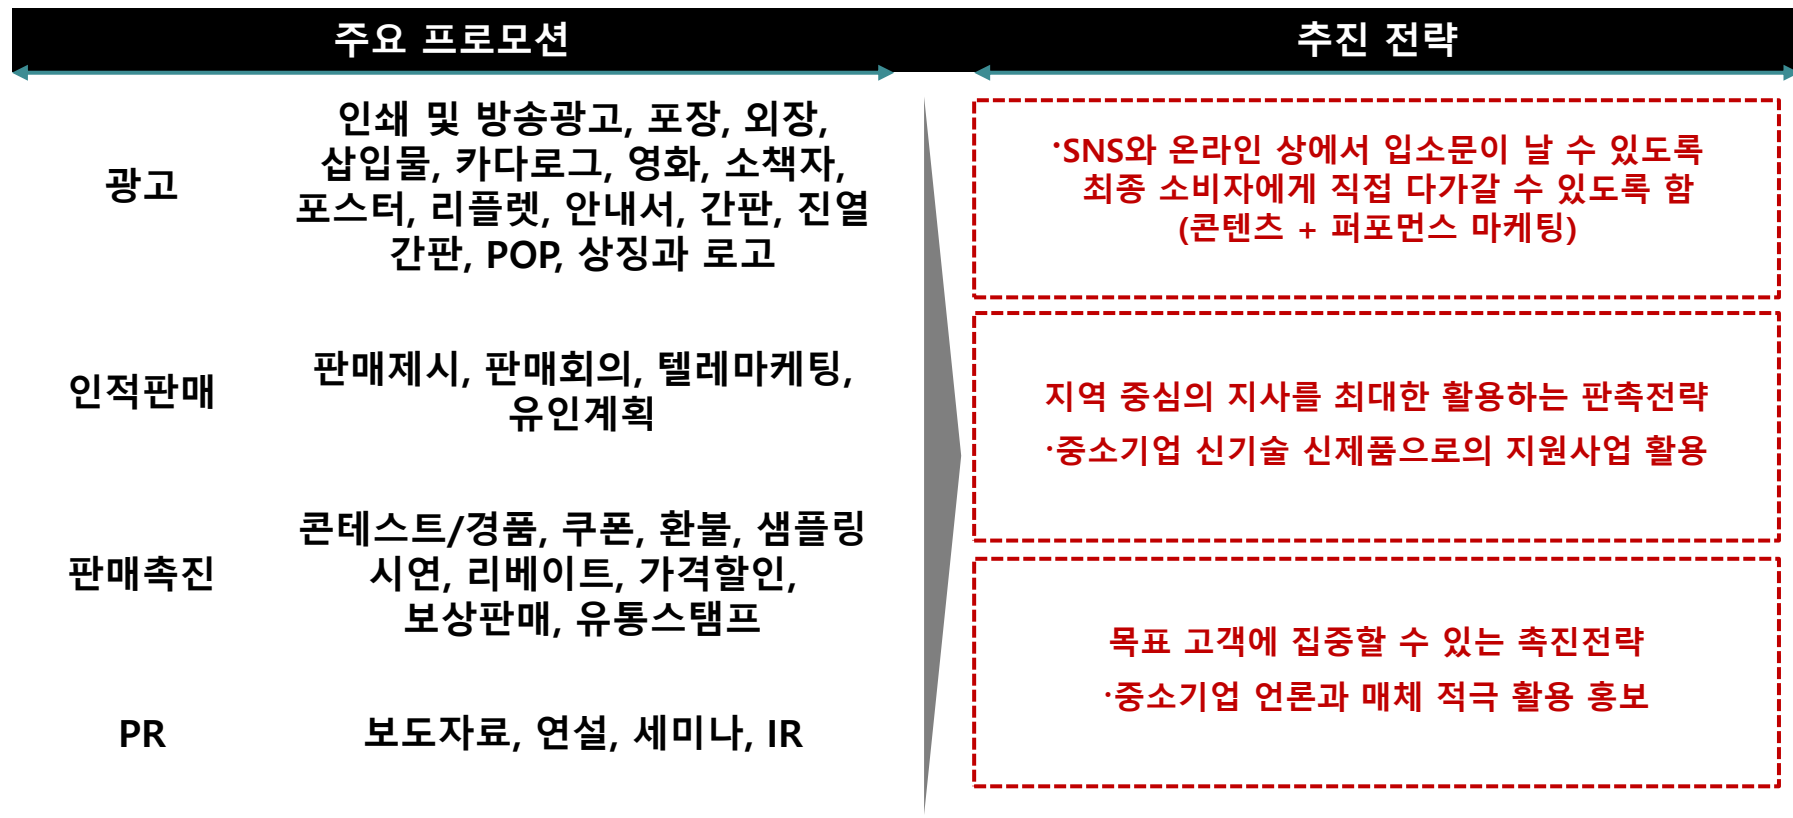 주요 프로모션
추진 전략
광고
인쇄 및 방송광고, 포장, 외장,
삽입물, 카다로그, 영화, 소책자,
포스터, 리플렛, 안내서, 간판, 진열
간판, POP, 상징과 로고
인적판매
판매제시, 판매회의, 텔레마케팅,
유인계획
판매촉진
콘테스트/경품, 쿠폰, 환불, 샘플링
시연, 리베이트, 가격할인,
보상판매, 유통스탬프
PR
보도자료, 연설, 세미나, IR
·SNS와 온라인 상에서 입소문이 날 수 있도록
최종 소비자에게 직접 다가갈 수 있도록 함
(콘텐츠 + 퍼포먼스 마케팅)
지역 중심의 지사를 최대한 활용하는 판촉전략
·중소기업 신기술 신제품으로의 지원사업 활용
목표 고객에 집중할 수 있는 촉진전략
·중소기업 언론과 매체 적극 활용 홍보